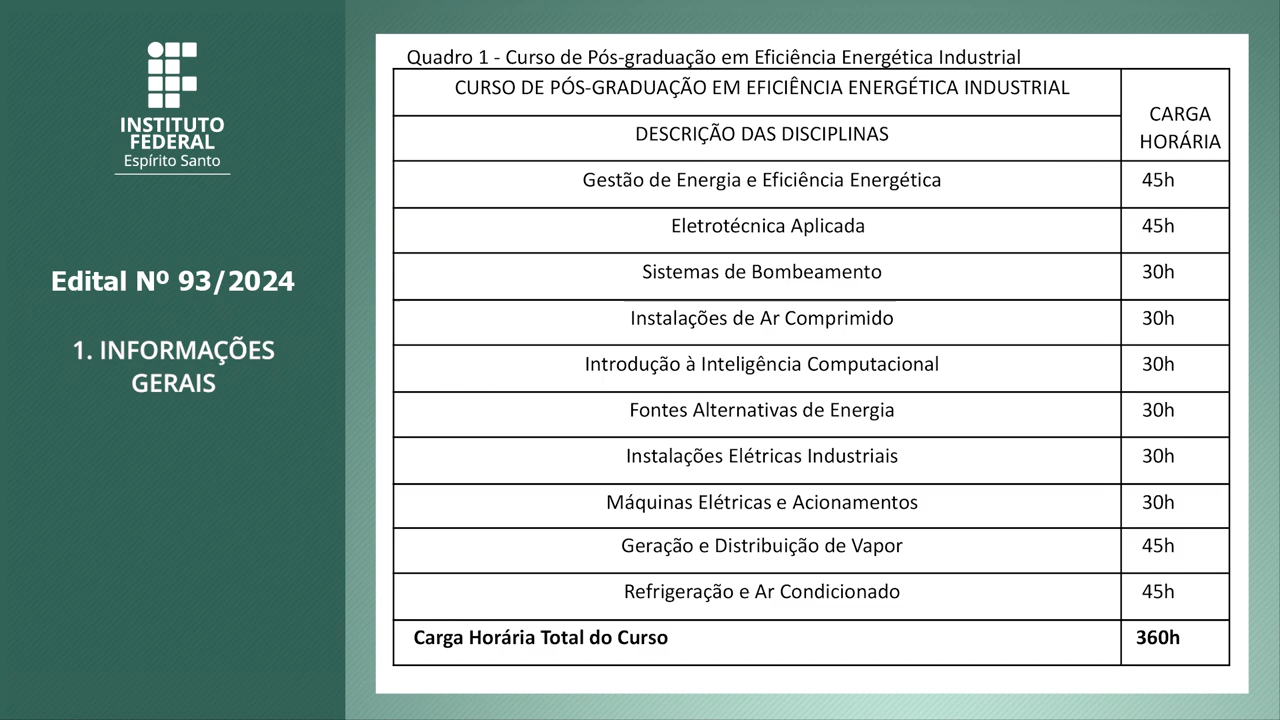 INSTITUTO
FEDERAL
Espírito Santo
Edital Nº 93/2024
1. INFORMAÇÕES
GERAIS
Quadro 1 - Curso de Pós-graduação em Eficiência Energética Industrial
CURSO DE PÓS-GRADUAÇÃO EM EFICIÊNCIA ENERGÉTICA INDUSTRIAL
CARGA
HORÁRIA
DESCRIÇÃO DAS DISCIPLINAS
Gestão de Energia e Eficiência Energética 45h
Eletrotécnica Aplicada 45h
Sistemas de Bombeamento 30h
Instalações de Ar Comprimido 30h
Introdução à Inteligência Computacional 30h
Fontes Alternativas de Energia 30h
Instalações Elétricas Industriais 30h
Máquinas Elétricas e Acionamentos 30h
Geração e Distribuição de Vapor 45h
Refrigeração e Ar Condicionado 45h
Carga Horária Total do Curso 360h